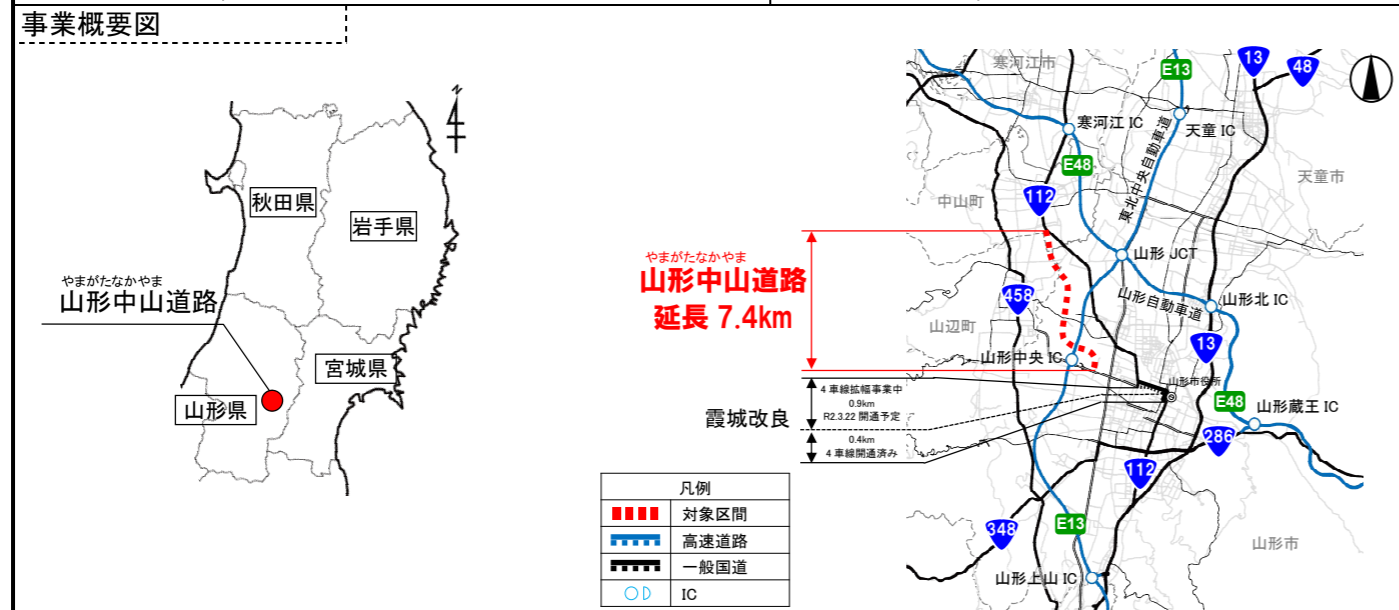 事業概要図
秋田県
岩手県
やまがたなかやま
山形中山道路
宮城県
山形県
やまがたなかやま
山形中山道路
延長 7.4km
霞城改良
4 車線拡幅事業中
0.9km
R2.3.22 開通予定
0.4km
4 車線開通済み
凡例
対象区間
高速道路
一般国道
IC
寒河江市
E13
13
48
寒河江 IC
天童 IC
東北中央自動車道
E48
天童市
中山町
112
山形 JCT
458
山形自動車道
山形北 IC
山辺町
13
山形中央 IC
山形市役所
E48
山形蔵王 IC
286
112
348
E13
山形市
山形上山 IC